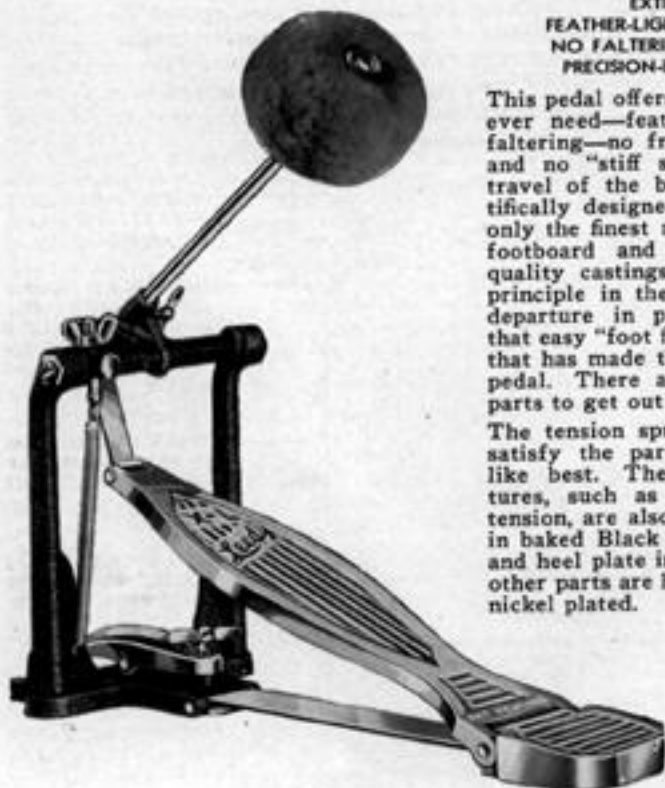 FEATHER-LIG
NO FALTERI
PRECISION-
This pedal offer
ever need—feat
faltering—no fr
and no "stiff s
travel of the b
tifically designe
only the finest
footboard and
quality castings
principle in the
departure in p
that easy "foot
that has made t
pedal. There a
parts to get out
The tension spr
satisfy the par
like best. The
tures, such as
tension, are also
in baked Black
and heel plate i
other parts are
nickel plated.
Leedy